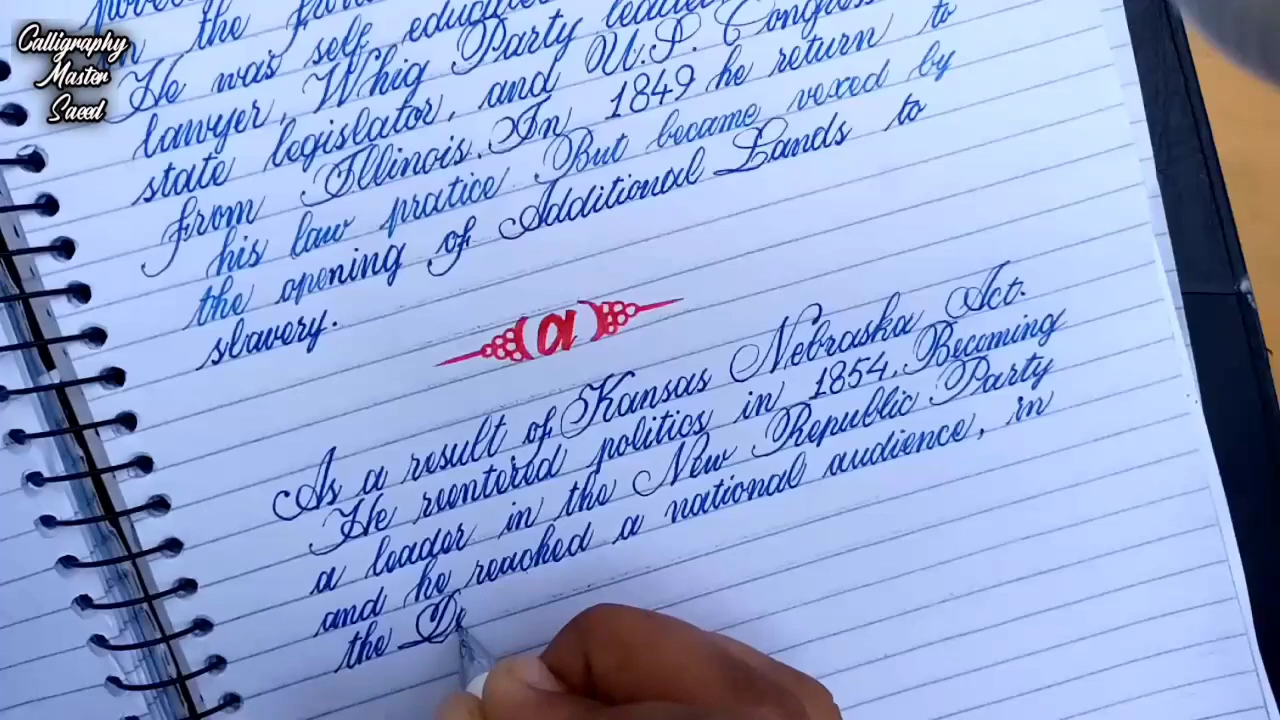 Calligraphy
Master
Saeed
the
He was self educated
lawyer, Whig Party leader
state legislator, and U.S. Congress
from Illinois. In 1849 he return to
his law pratice But became vexed by
the opening of Additional Lands to
slavery.
As a result of Kansas Nebraska Act.
He reentered politics in 1854. Becoming
a leader in the New Republic Party
and he reached a national audience, in
the De